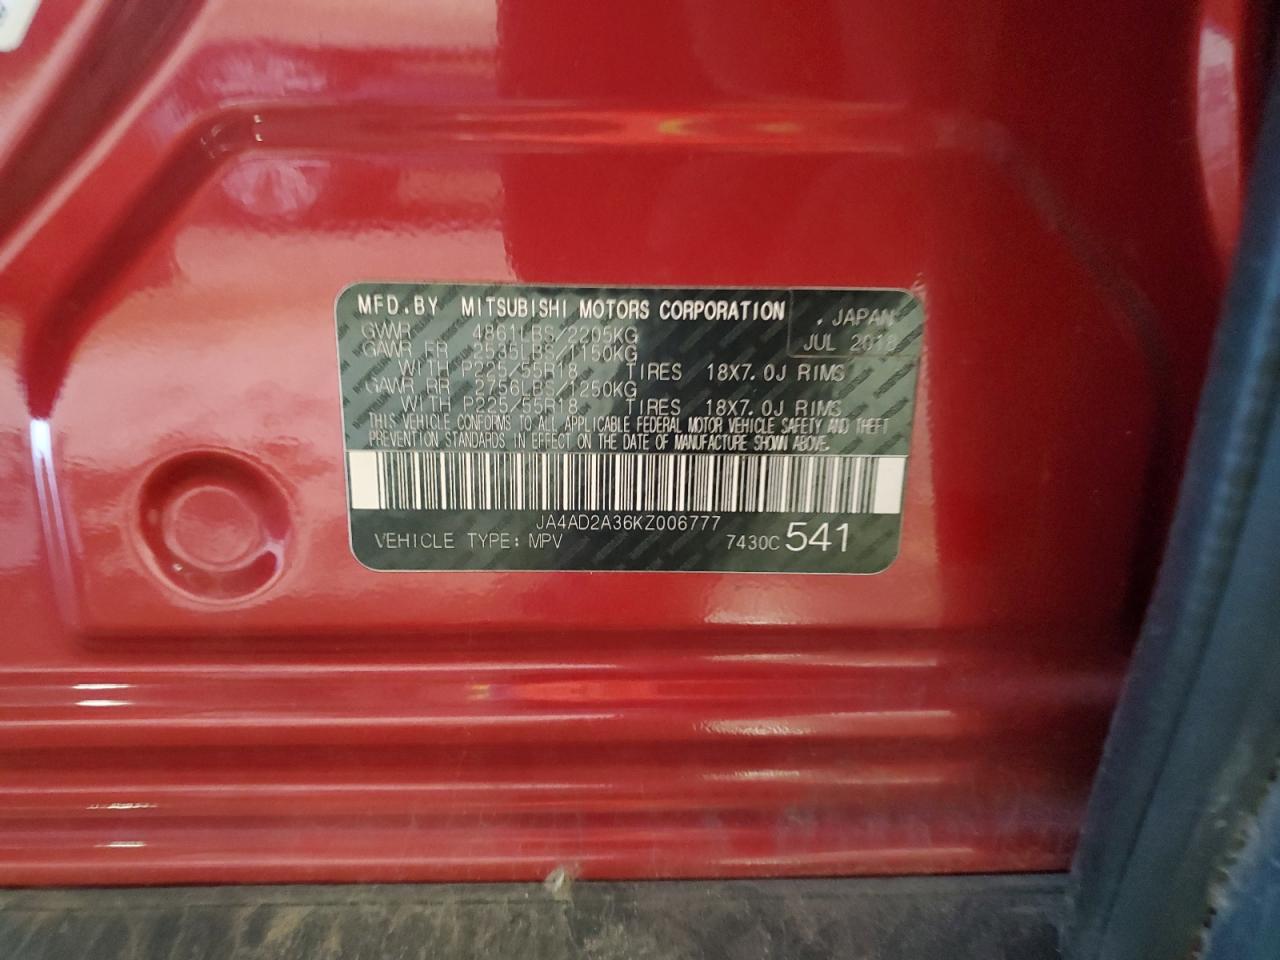 MFD.BY MITSUBISHI MOTORS CORPORATION
, JAPAN
JUL 2018
GVWR 4861LBS/2205KG
GAWR FR 2535LBS/1150KG
WITH P225/55R18 TIRES 18X7.0J RIMS
GAWR RR 2756LBS/1250KG
WITH P225/55R18 TIRES 18X7.0J RIMS
THIS VEHICLE CONFORMS TO ALL APPLICABLE FEDERAL MOTOR VEHICLE SAFETY AND THEFT
PREVENTION STANDARDS IN EFFECT ON THE DATE OF MANUFACTURE SHOWN ABOVE.
JA4AD2A36KZ006777
VEHICLE TYPE: MPV 7430C 541